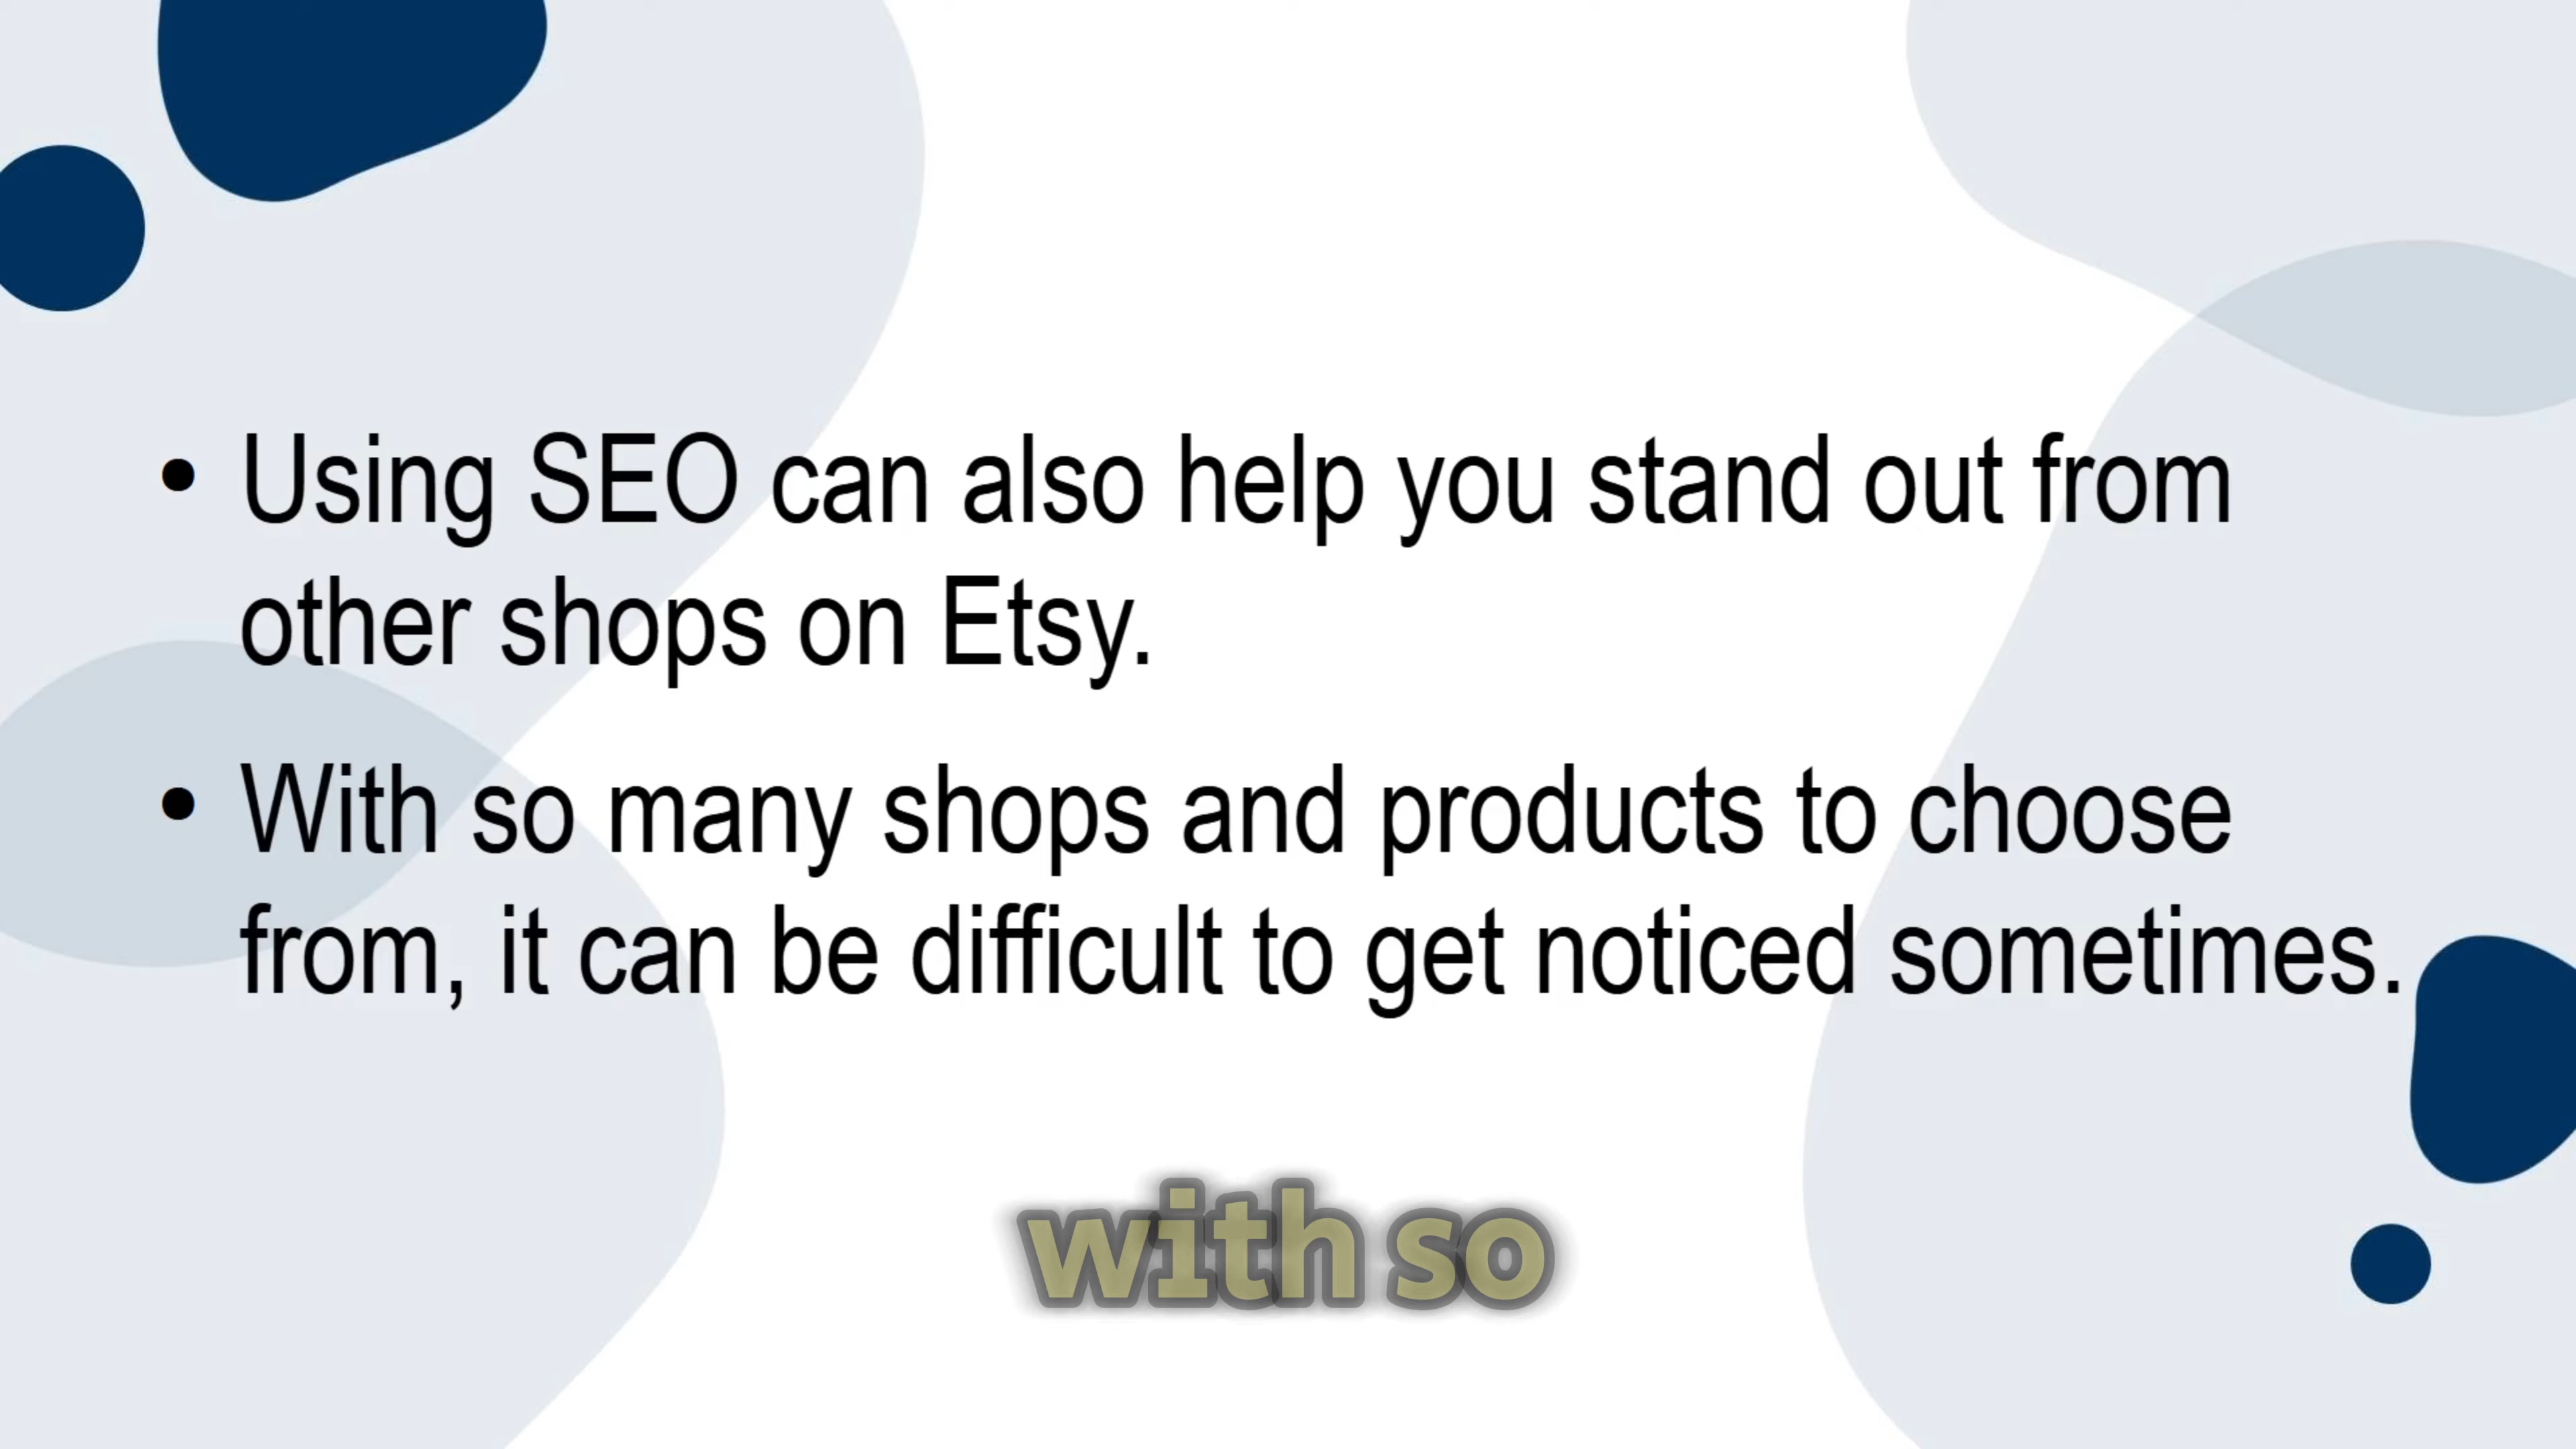 • Using SEO can also help you stand out from
other shops on Etsy.
• With so many shops and products to choose
from, it can be difficult to get noticed sometimes.
with so